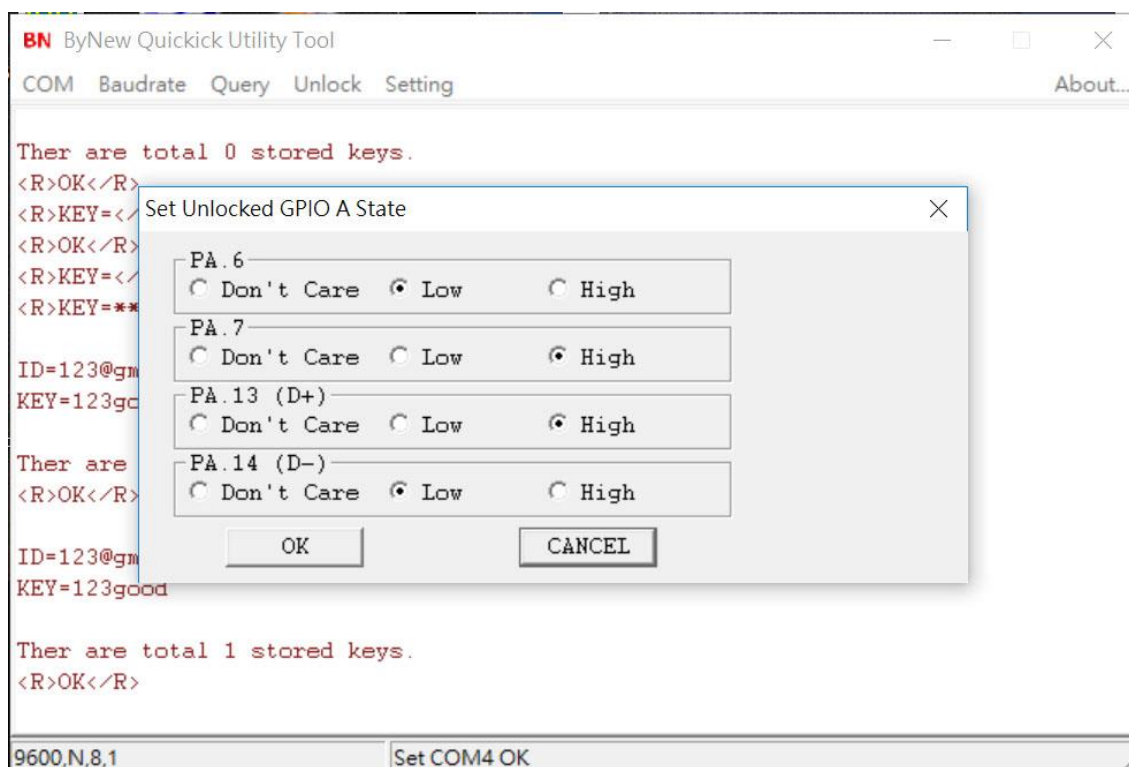 BN ByNew Quickick Utility Tool
COM Baudrate Query Unlock Setting About...
Ther are total 0 stored keys.
<R>OK</R>
<R>KEY=</
<R>OK</R>
<R>KEY=</
<R>KEY=**
ID=123@gm
KEY=123go
Ther are
<R>OK</R>
ID=123@gm
KEY=123good
Ther are total 1 stored keys.
<R>OK</R>
Set Unlocked GPIO A State
PA.6
Don't Care Low High
PA.7
Don't Care Low High
PA.13 (D+)
Don't Care Low High
PA.14 (D-)
Don't Care Low High
OK CANCEL
9600,N,8,1 Set COM4 OK